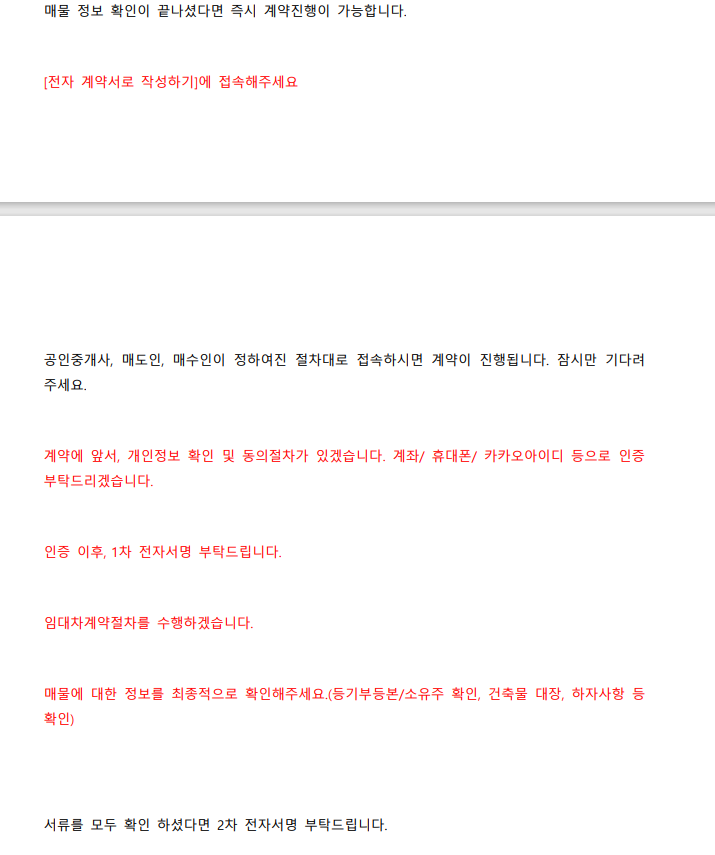 매물 정보 확인이 끝나셨다면 즉시 계약진행이 가능합니다.
[전자 계약서로 작성하기]에 접속해주세요
공인중개사, 매도인, 매수인이 정하여진 절차대로 접속하시면 계약이 진행됩니다. 잠시만 기다려
주세요.
계약에 앞서, 개인정보 확인 및 동의절차가 있겠습니다. 계좌/ 휴대폰/ 카카오아이디 등으로 인증
부탁드리겠습니다.
인증 이후, 1차 전자서명 부탁드립니다.
임대차계약절차를 수행하겠습니다.
매물에 대한 정보를 최종적으로 확인해주세요.(등기부등본/소유주 확인, 건축물 대장, 하자사항 등
확인)
서류를 모두 확인 하셨다면 2차 전자서명 부탁드립니다.